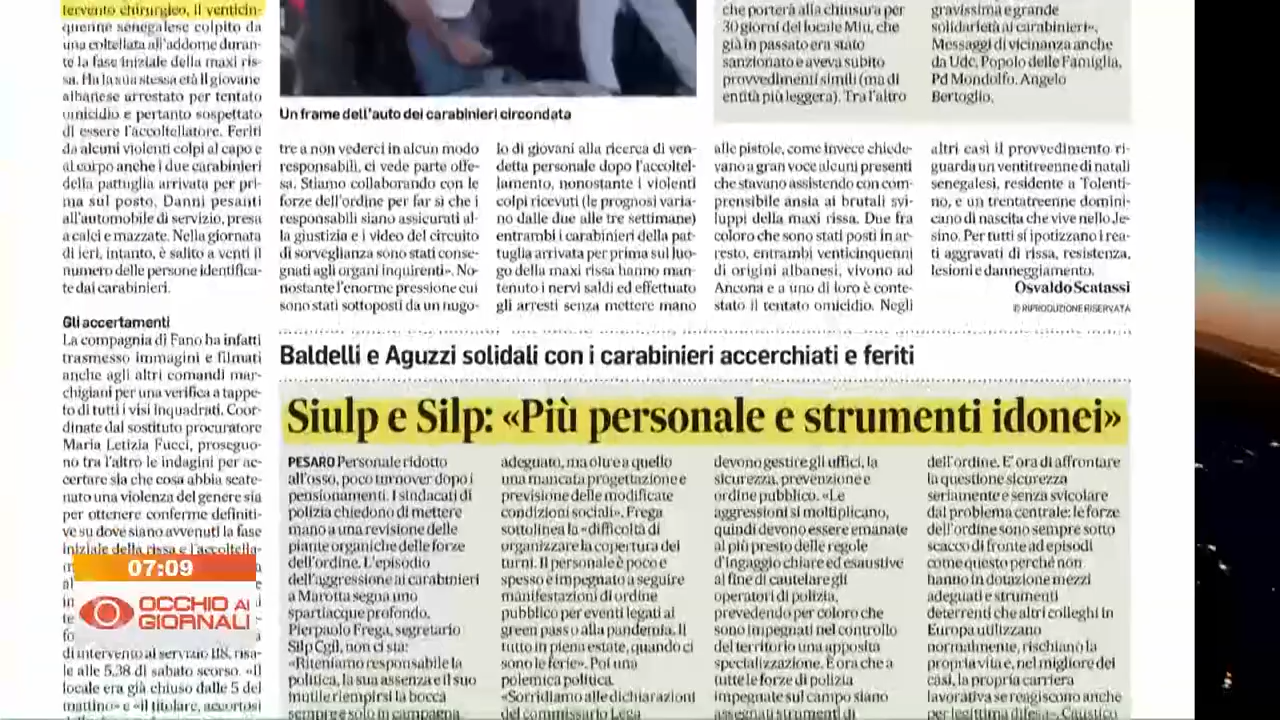 tervento chirurgico, il venticin-
quenne senegalese colpito da
una coltellata all'addome duran-
te la fase iniziale della maxi ris-
sa. Ha la sua stessa età il giovane
albanese arrestato per tentato
omicidio e pertanto sospettato
di essere l'accoltellatore. Feriti
da alcuni violenti colpi al capo e
al corpo anche i due carabinieri
della pattuglia arrivata per pri-
ma sul posto. Danni pesanti
all'automobile di servizio, presa
a calci e mazzate. Nella giornata
di ieri, intanto, è salito a venti il
numero delle persone identifica-
te dai carabinieri.
Gli accertamenti
La compagnia di Fano ha infatti
trasmesso immagini e filmati
anche agli altri comandi mar-
chigiani per una verifica a tappe-
to di tutti i visi inquadrati. Coor-
dinate dal sostituto procuratore
Maria Letizia Fucci, proseguo-
no tra l'altro le indagini per ac-
certare sia che cosa abbia scate-
nato una violenza del genere sia
per ottenere conferme definiti-
ve su dove siano avvenuti la fase
iniziale della rissa e l'accoltella-
07:09
OCCHIO AI
GIORNALI
di intervento al servizio 118, risa-
le alle 5.38 di sabato scorso. «Il
locale era già chiuso dalle 5 del
mattino» e «il titolare, accortosi
Un frame dell'auto dei carabinieri circondata
tre a non vederci in alcun modo
responsabili, ci vede parte offe-
sa. Stiamo collaborando con le
forze dell'ordine per far sì che i
responsabili siano assicurati al-
la giustizia e i video del circuito
di sorveglianza sono stati conse-
gnati agli organi inquirenti». No-
nostante l'enorme pressione cui
sono stati sottoposti da un nugo-
lo di giovani alla ricerca di ven-
detta personale dopo l'accoltel-
lamento, nonostante i violenti
colpi ricevuti (le prognosi varia-
no dalle due alle tre settimane)
entrambi i carabinieri della pat-
tuglia arrivata per prima sul luo-
go della maxi rissa hanno man-
tenuto i nervi saldi ed effettuato
gli arresti senza mettere mano
che porterà alla chiusura per
30 giorni del locale Miu, che
già in passato era stato
sanzionato e aveva subito
provvedimenti simili (ma di
entità più leggera). Tra l'altro
gravissima e grande
solidarietà ai carabinieri».
Messaggi di vicinanza anche
da Udc, Popolo delle Famiglia,
Pd Mondolfo, Angelo
Bertoglio.
alle pistole, come invece chiede-
vano a gran voce alcuni presenti
che stavano assistendo con com-
prensibile ansia ai brutali svi-
luppi della maxi rissa. Due fra
coloro che sono stati posti in ar-
resto, entrambi venticinquenni
di origini albanesi, vivono ad
Ancona e a uno di loro è conte-
stato il tentato omicidio. Negli
altri casi il provvedimento ri-
guarda un ventitreenne di natali
senegalesi, residente a Tolenti-
no, e un trentatreenne domini-
cano di nascita che vive nello Je-
sino. Per tutti si ipotizzano i rea-
ti aggravati di rissa, resistenza,
lesioni e danneggiamento.
Osvaldo Scatassi
© RIPRODUZIONE RISERVATA
Baldelli e Aguzzi solidali con i carabinieri accerchiati e feriti
Siulp e Silp: «Più personale e strumenti idonei»
PESARO Personale ridotto
all'osso, poco turnover dopo i
pensionamenti. I sindacati di
polizia chiedono di mettere
mano a una revisione delle
piante organiche delle forze
dell'ordine. L'episodio
dell'aggressione ai carabinieri
a Marotta segna uno
spartiacque profondo.
Pierpaolo Frega, segretario
Silp Cgil, non ci sta:
«Riteniamo responsabile la
politica, la sua assenza e il suo
inutile riempirsi la bocca
sempre e solo in campagna
adeguato, ma oltre a quello
una mancata progettazione e
previsione delle modificate
condizioni sociali». Frega
sottolinea la «difficoltà di
organizzare la copertura dei
turni. Il personale è poco e
spesso è impegnato a seguire
manifestazioni di ordine
pubblico per eventi legati al
green pass o alla pandemia. Il
tutto in piena estate, quando ci
sono le ferie». Poi una
polemica politica.
«Sorridiamo alle dichiarazioni
del commissario Lega
devono gestire gli uffici, la
sicurezza, prevenzione e
ordine pubblico. «Le
aggressioni si moltiplicano,
quindi devono essere emanate
al più presto delle regole
d'ingaggio chiare ed esaustive
al fine di cautelare gli
operatori di polizia,
prevedendo per coloro che
sono impegnati nel controllo
del territorio una apposita
specializzazione. È ora che a
tutte le forze di polizia
impegnate sul campo siano
assegnati strumenti di
dell'ordine. E' ora di affrontare
la questione sicurezza
seriamente e senza svicolare
dal problema centrale: le forze
dell'ordine sono sempre sotto
scacco di fronte ad episodi
come questo perché non
hanno in dotazione mezzi
adeguati e strumenti
deterrenti che altri colleghi in
Europa utilizzano
normalmente, rischiano la
propria vita e, nel migliore dei
casi, la propria carriera
lavorativa se reagiscono anche
per legittima difesa». Caustico